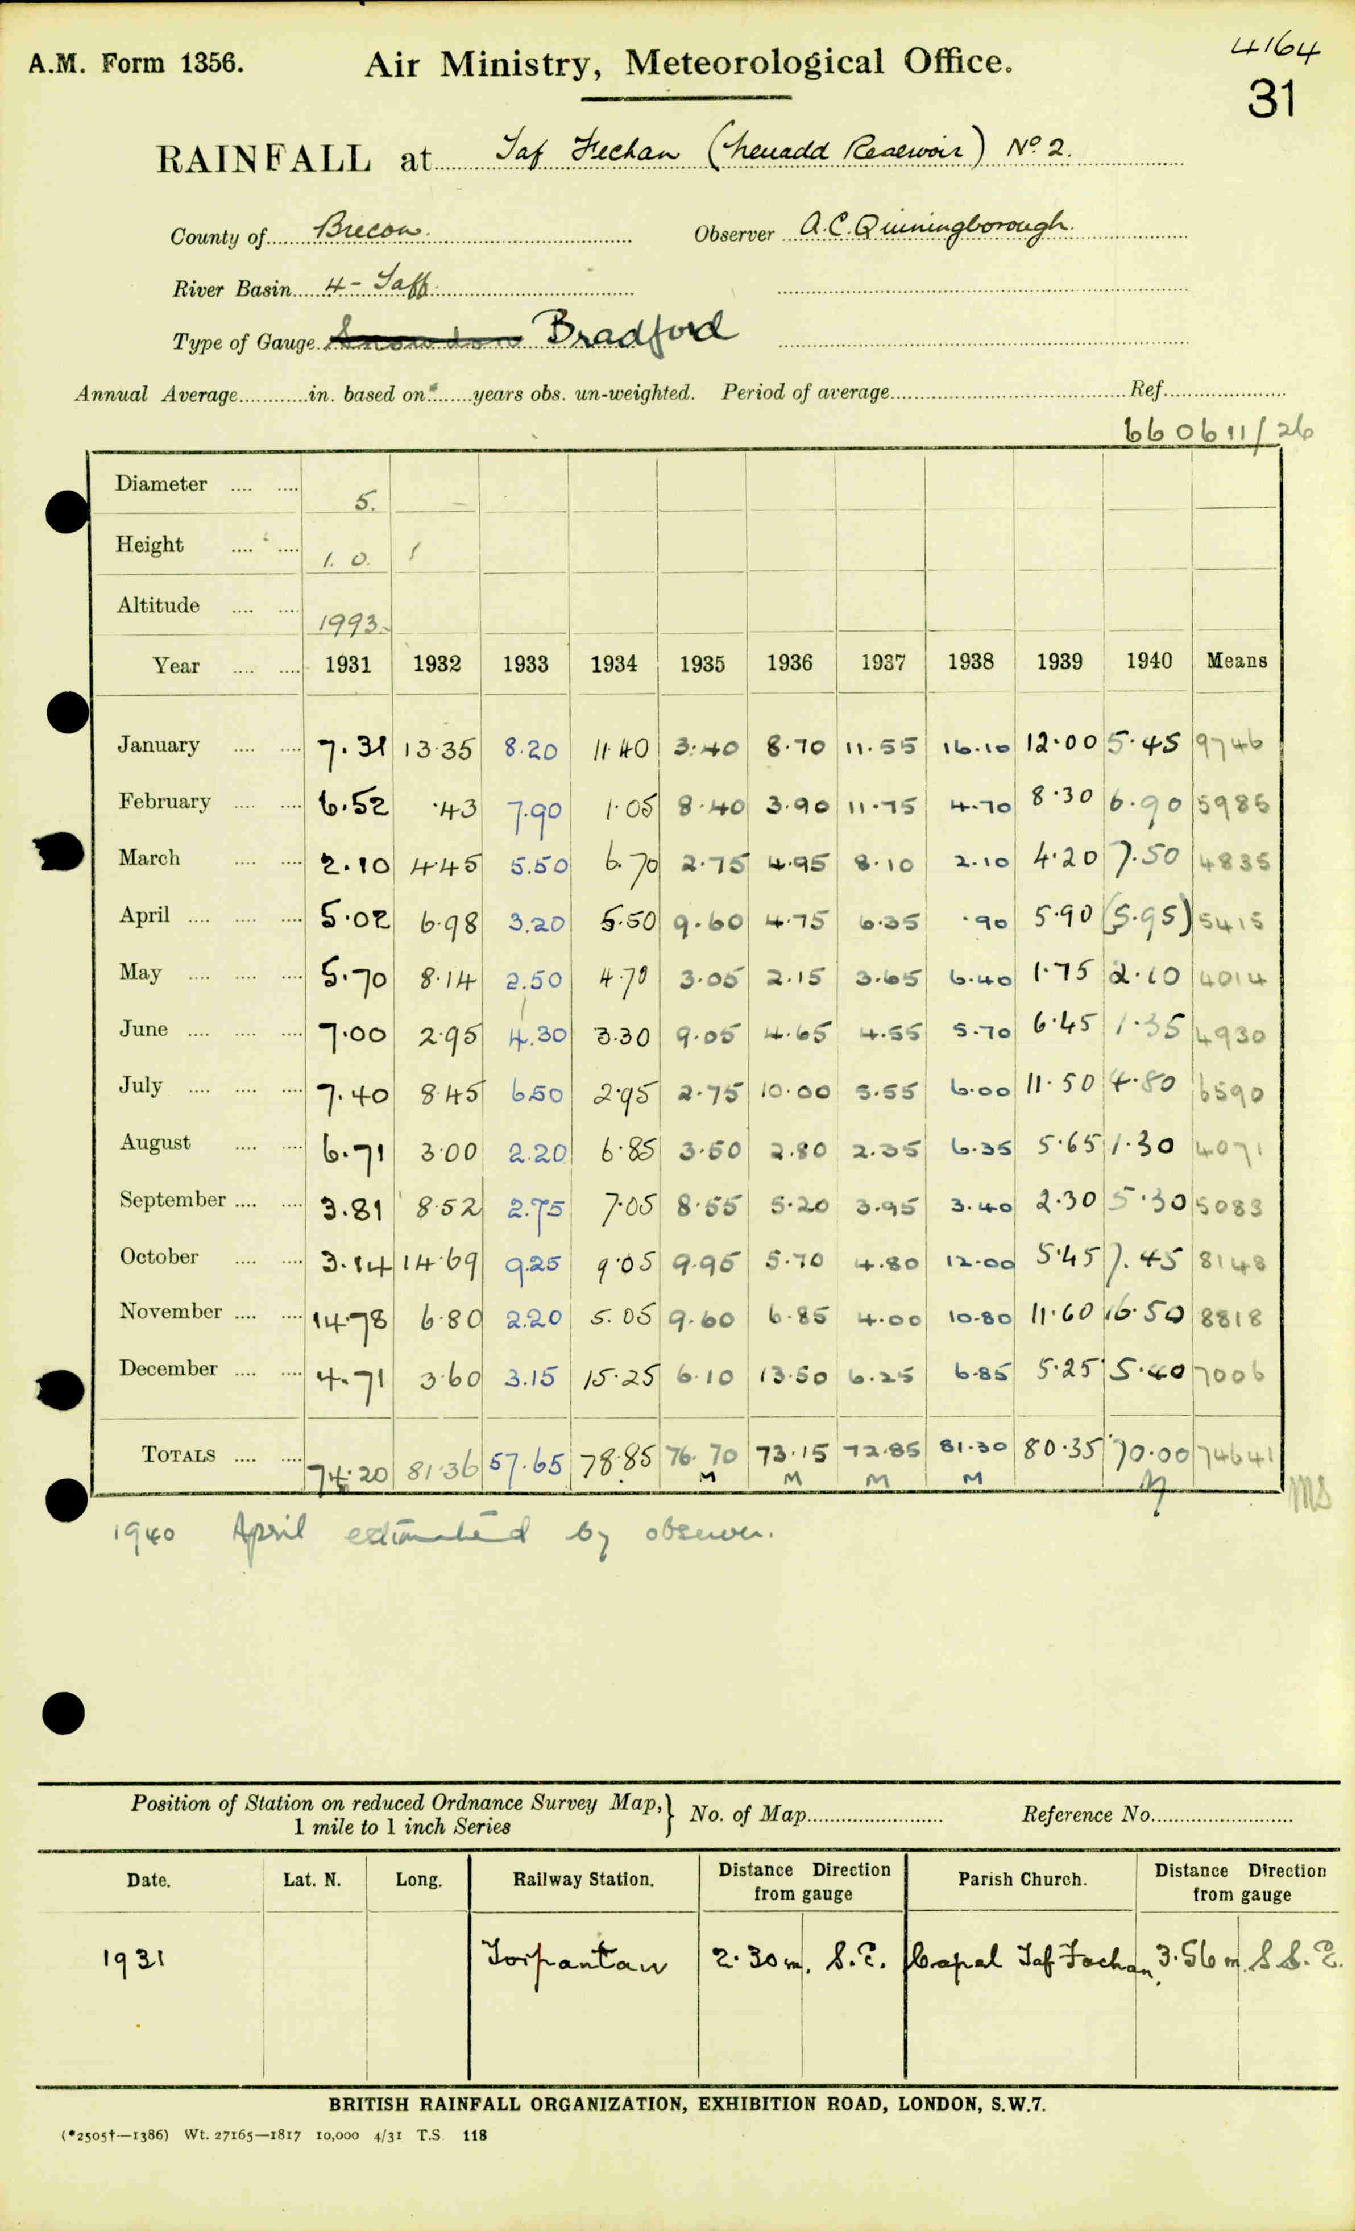 A.M. Form 1356. Air Ministry, Meteorological Office. 4164
31
RAINFALL at Taf Fechan (Neuadd Reservoir) No 2.
County of Brecon. Observer A.C. Quiningborough.
River Basin 4 - Taff.
Type of Gauge Snowdon Bradford
Annual Average in. based on years obs. un-weighted. Period of average Ref.
660611/26
Diameter 5. -
Height 1. 0. 1
Altitude 1993.
Year 1931 1932 1933 1934 1935 1936 1937 1938 1939 1940 Means
January 7.31 13.35 8.20 11.40 3.40 8.70 11.55 16.10 12.00 5.45 9746
February 6.52 .43 7.90 1.05 8.40 3.90 11.75 4.70 8.30 6.90 5985
March 2.10 4.45 5.50 6.70 2.75 4.95 8.10 2.10 4.20 7.50 4835
April 5.02 6.98 3.20 5.50 9.60 4.75 6.35 .90 5.90 (5.95) 5415
May 5.70 8.14 2.50 4.70 3.05 2.15 3.65 6.40 1.75 2.10 4014
June 7.00 2.95 4.30 3.30 9.05 4.65 4.55 5.70 6.45 1.35 4930
July 7.40 8.45 6.50 2.95 2.75 10.00 5.55 6.00 11.50 4.80 6590
August 6.71 3.00 2.20 6.85 3.50 2.80 2.35 6.35 5.65 1.30 4071
September 3.81 8.52 2.75 7.05 8.55 5.20 3.95 3.40 2.30 5.30 5083
October 3.14 14.69 9.25 9.05 9.95 5.70 4.80 12.00 5.45 7.45 8148
November 14.78 6.80 2.20 5.05 9.60 6.85 4.00 10.80 11.60 16.50 8818
December 4.71 3.60 3.15 15.25 6.10 13.50 6.25 6.85 5.25 5.40 7006
TOTALS 74.20 81.36 57.65 78.85 76.70 73.15 72.85 81.30 80.35 70.00 74641
M M M M M MS
1940 April estimated by observer.
Position of Station on reduced Ordnance Survey Map, } No. of Map Reference No.
1 mile to 1 inch Series
Date. Lat. N. Long. Railway Station. Distance Direction from gauge Parish Church. Distance Direction from gauge
1931 Torpantau 2.30 m. S.E. Capal Taf Fechan 3.56 m. S.S.E.
BRITISH RAINFALL ORGANIZATION, EXHIBITION ROAD, LONDON, S.W.7.
(*2505†—1386) Wt. 27165—1817 10,000 4/31 T.S. 118